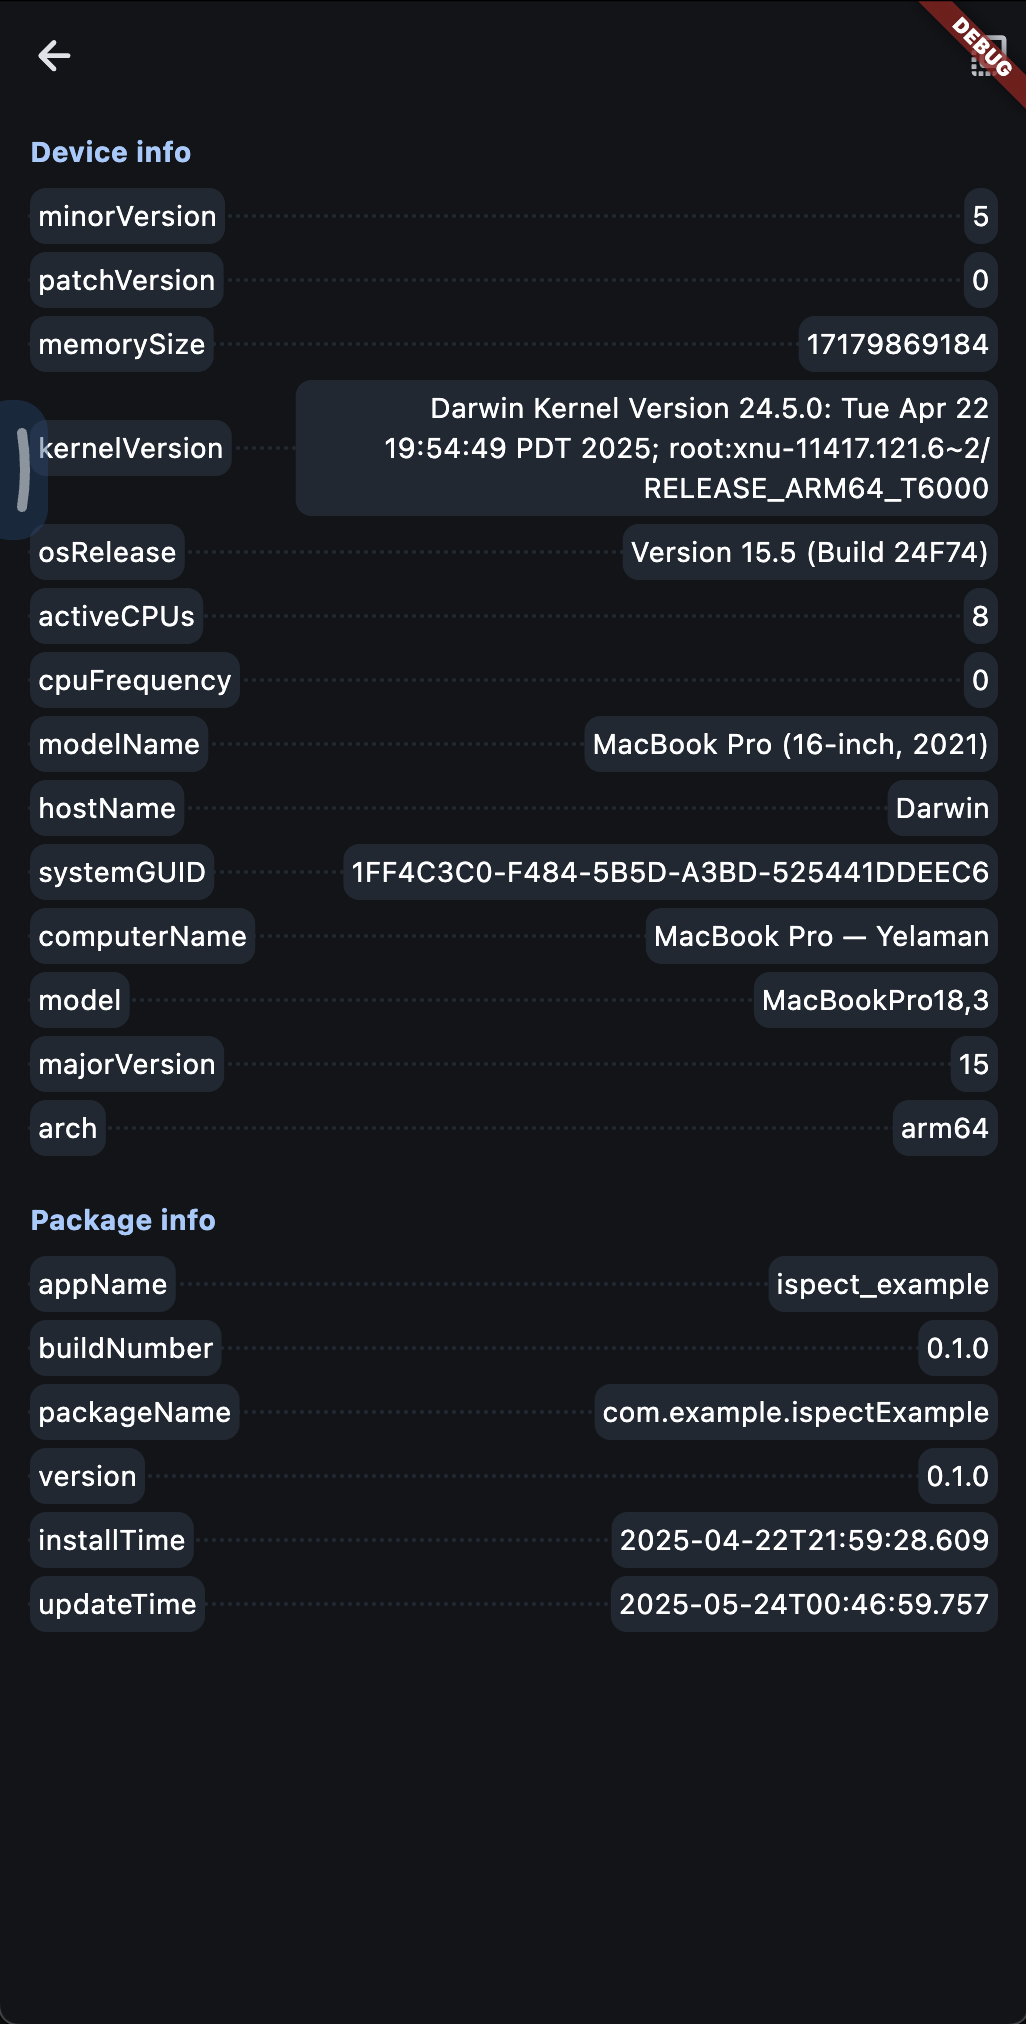 DEBUG
Device info
minorVersion 5
patchVersion 0
memorySize 17179869184
kernelVersion Darwin Kernel Version 24.5.0: Tue Apr 22
19:54:49 PDT 2025; root:xnu-11417.121.6~2/
RELEASE_ARM64_T6000
osRelease Version 15.5 (Build 24F74)
activeCPUs 8
cpuFrequency 0
modelName MacBook Pro (16-inch, 2021)
hostName Darwin
systemGUID 1FF4C3C0-F484-5B5D-A3BD-525441DDEEC6
computerName MacBook Pro — Yelaman
model MacBookPro18,3
majorVersion 15
arch arm64
Package info
appName ispect_example
buildNumber 0.1.0
packageName com.example.ispectExample
version 0.1.0
installTime 2025-04-22T21:59:28.609
updateTime 2025-05-24T00:46:59.757